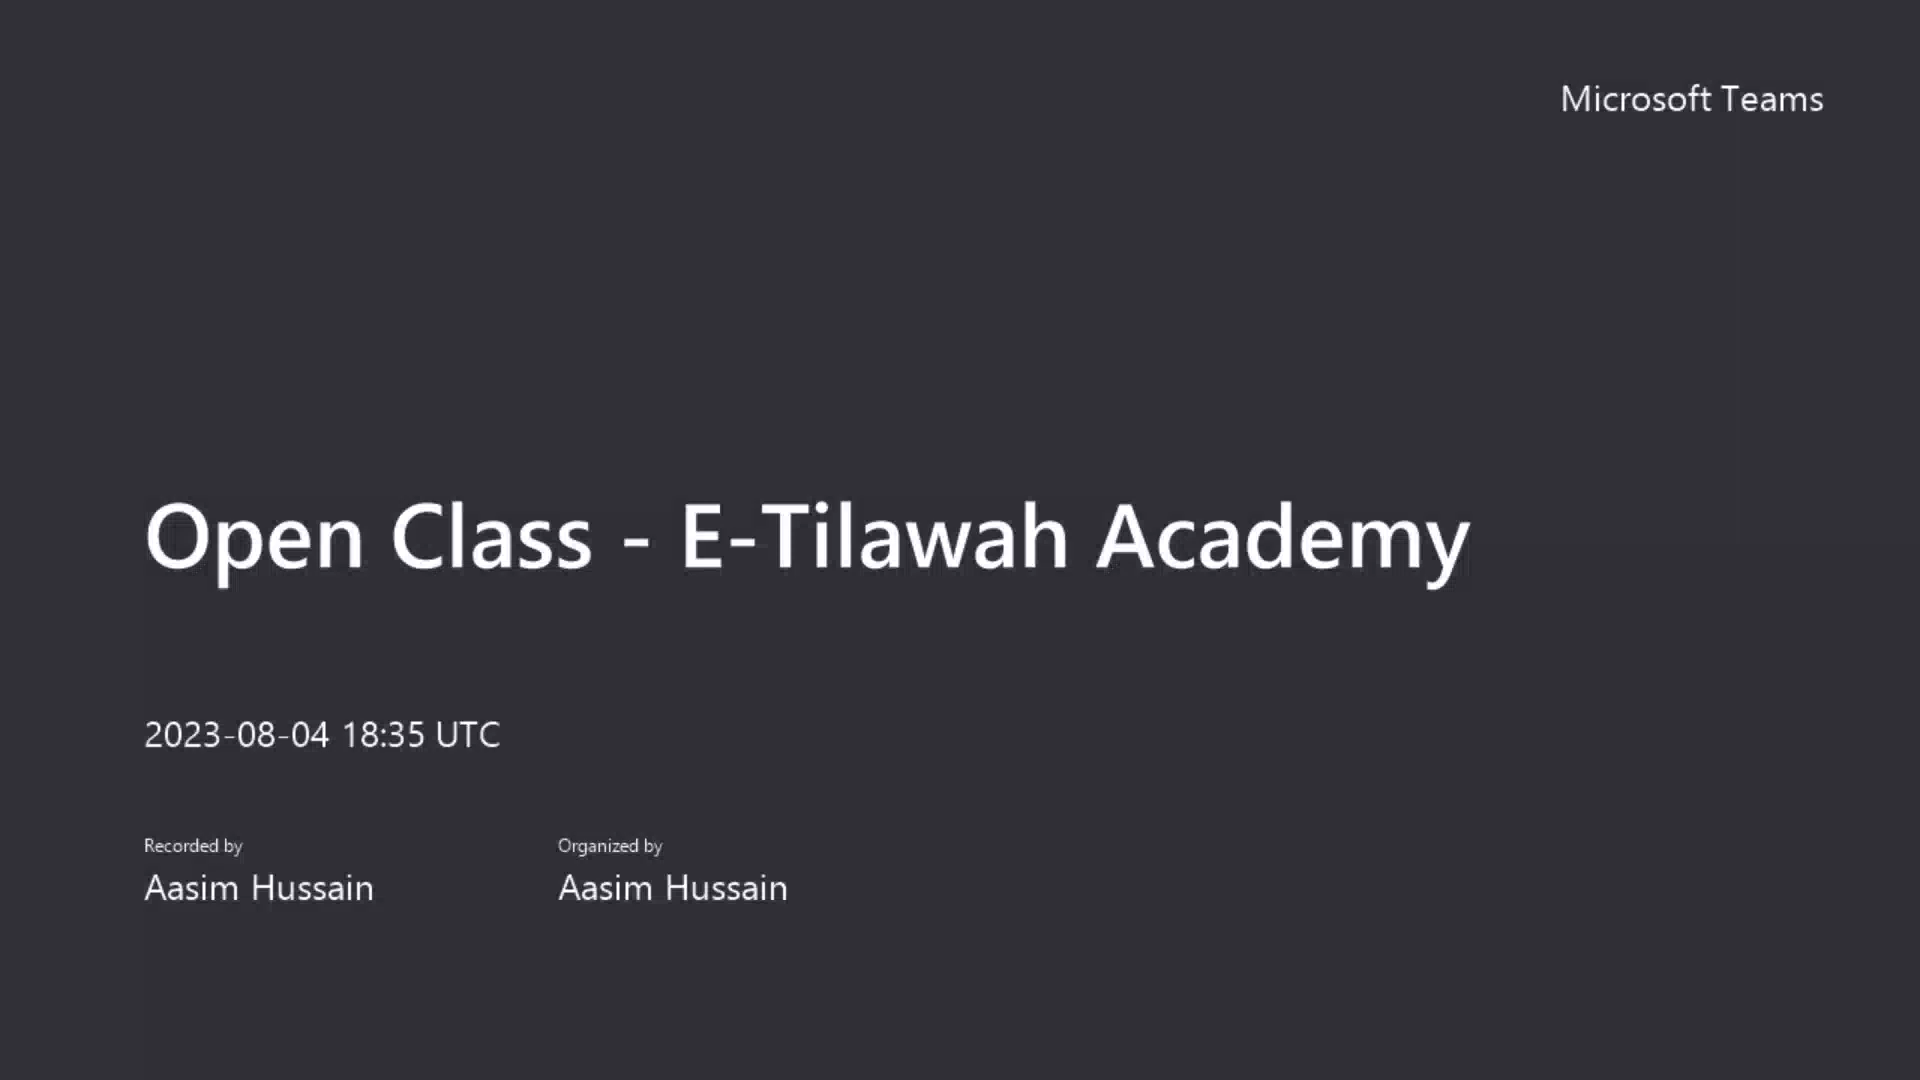 Microsoft Teams
Open Class - E-Tilawah Academy
2023-08-04 18:35 UTC
Recorded by
Aasim Hussain
Organized by
Aasim Hussain